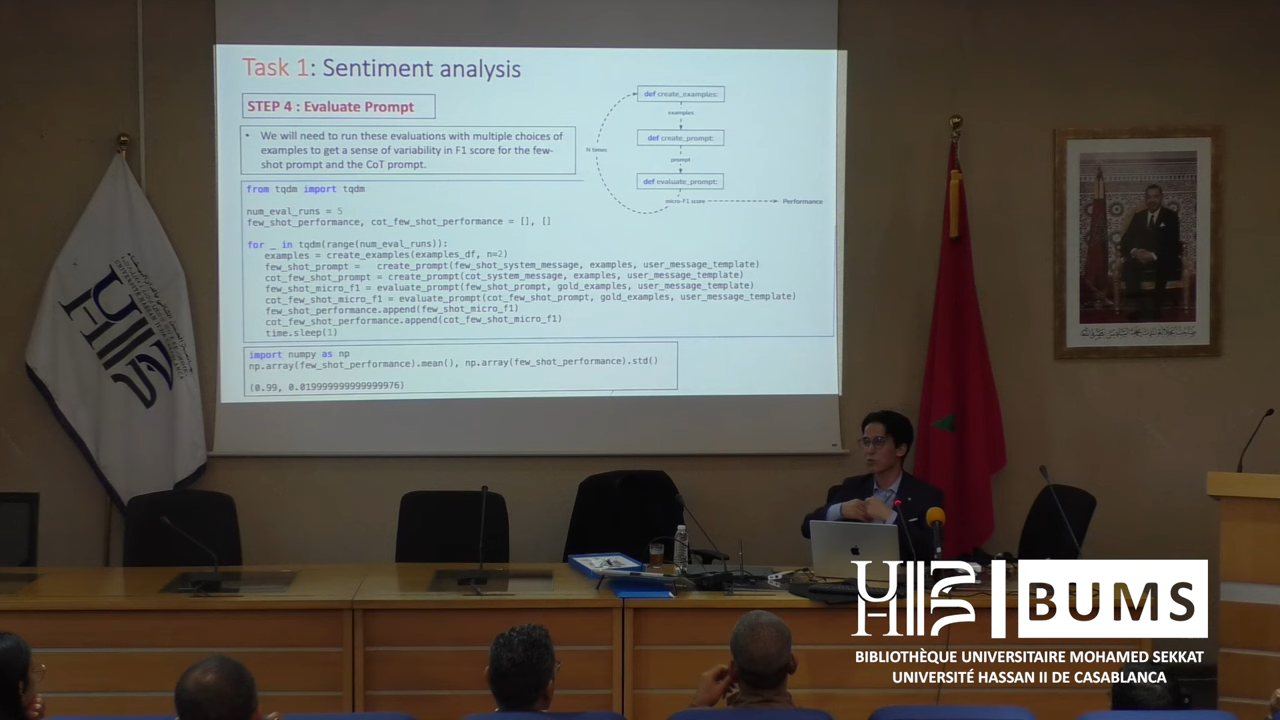 Task 1: Sentiment analysis
STEP 4 : Evaluate Prompt
• We will need to run these evaluations with multiple choices of
examples to get a sense of variability in F1 score for the few-
shot prompt and the CoT prompt.
def create_examples:
examples
def create_prompt:
N times
prompt
def evaluate_prompt:
micro-F1 score
Performance
from tqdm import tqdm
num_eval_runs = 5
few_shot_performance, cot_few_shot_performance = [], []
for _ in tqdm(range(num_eval_runs)):
examples = create_examples(examples_df, n=2)
few_shot_prompt = create_prompt(few_shot_system_message, examples, user_message_template)
cot_few_shot_prompt = create_prompt(cot_system_message, examples, user_message_template)
few_shot_micro_f1 = evaluate_prompt(few_shot_prompt, gold_examples, user_message_template)
cot_few_shot_micro_f1 = evaluate_prompt(cot_few_shot_prompt, gold_examples, user_message_template)
few_shot_performance.append(few_shot_micro_f1)
cot_few_shot_performance.append(cot_few_shot_micro_f1)
time.sleep(1)
import numpy as np
np.array(few_shot_performance).mean(), np.array(few_shot_performance).std()
(0.99, 0.019999999999999976)
UH2C | BUMS
BIBLIOTHÈQUE UNIVERSITAIRE MOHAMED SEKKAT
UNIVERSITÉ HASSAN II DE CASABLANCA